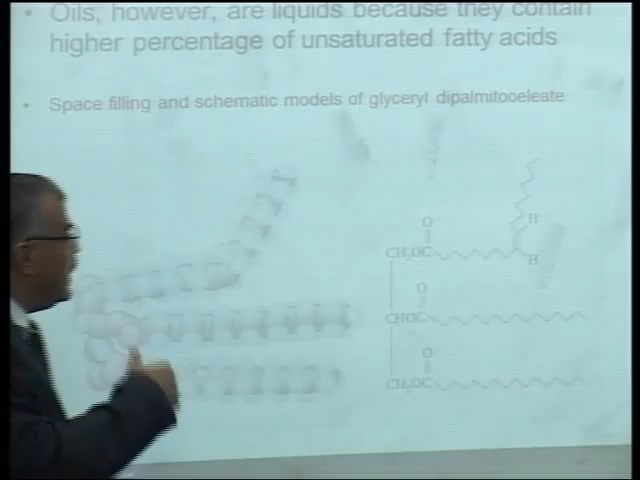 • Oils, however, are liquids because they contain
higher percentage of unsaturated fatty acids
• Space filling and schematic models of glyceryl dipalmitooeleate
O
H
CH₂OC
H
O
CHOC
O
CH₂OC